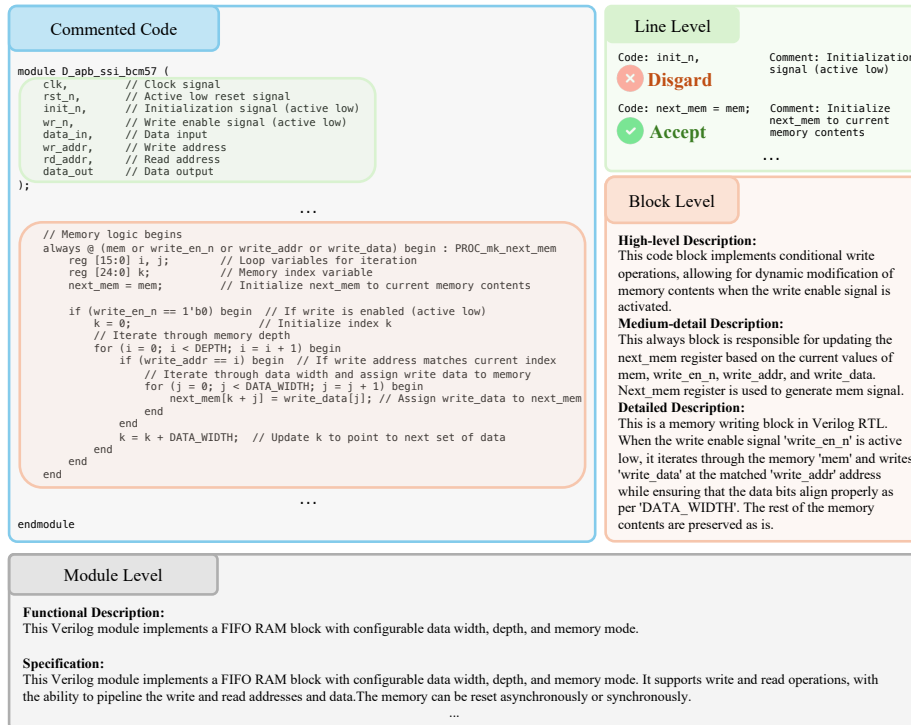 Commented Code
module D_apb_ssi_bcm57 (
clk, // Clock signal
rst_n, // Active low reset signal
init_n, // Initialization signal (active low)
wr_n, // Write enable signal (active low)
data_in, // Data input
wr_addr, // Write address
rd_addr, // Read address
data_out // Data output
);
...
// Memory logic begins
always @ (mem or write_en_n or write_addr or write_data) begin : PROC_mk_next_mem
reg [15:0] i, j; // Loop variables for iteration
reg [24:0] k; // Memory index variable
next_mem = mem; // Initialize next_mem to current memory contents
if (write_en_n == 1'b0) begin // If write is enabled (active low)
k = 0; // Initialize index k
// Iterate through memory depth
for (i = 0; i < DEPTH; i = i + 1) begin
if (write_addr == i) begin // If write address matches current index
// Iterate through data width and assign write data to memory
for (j = 0; j < DATA_WIDTH; j = j + 1) begin
next_mem[k + j] = write_data[j]; // Assign write_data to next_mem
end
end
k = k + DATA_WIDTH; // Update k to point to next set of data
end
end
end
...
endmodule
Line Level
Code: init_n, Comment: Initialization
signal (active low)
Disgard
Code: next_mem = mem; Comment: Initialize
next_mem to current
memory contents
Accept
...
Block Level
High-level Description:
This code block implements conditional write
operations, allowing for dynamic modification of
memory contents when the write enable signal is
activated.
Medium-detail Description:
This always block is responsible for updating the
next_mem register based on the current values of
mem, write_en_n, write_addr, and write_data.
Next_mem register is used to generate mem signal.
Detailed Description:
This is a memory writing block in Verilog RTL.
When the write enable signal 'write_en_n' is active
low, it iterates through the memory 'mem' and writes
'write_data' at the matched 'write_addr' address
while ensuring that the data bits align properly as
per 'DATA_WIDTH'. The rest of the memory
contents are preserved as is.
Module Level
Functional Description:
This Verilog module implements a FIFO RAM block with configurable data width, depth, and memory mode.
Specification:
This Verilog module implements a FIFO RAM block with configurable data width, depth, and memory mode. It supports write and read operations, with
the ability to pipeline the write and read addresses and data.The memory can be reset asynchronously or synchronously.
...